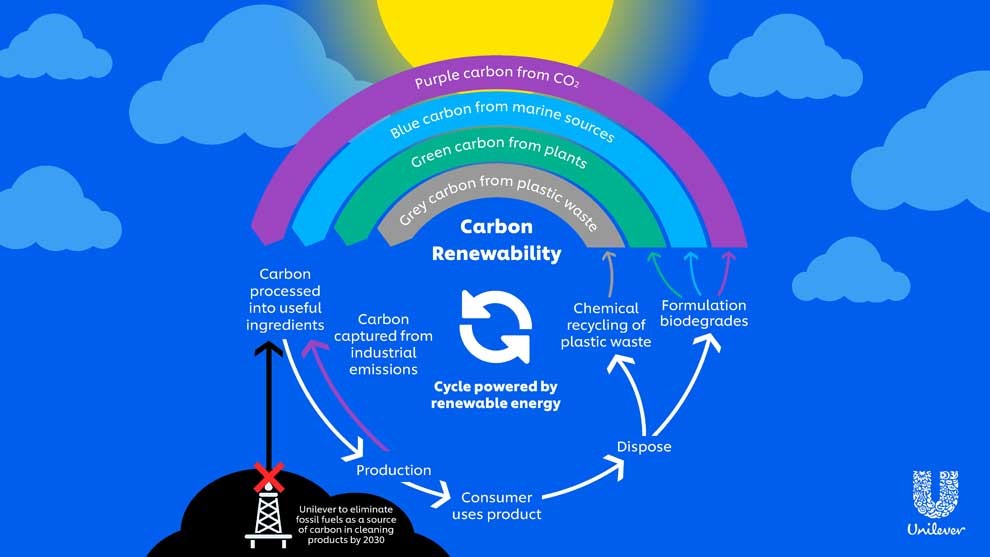 Purple carbon from CO₂
Blue carbon from marine sources
Green carbon from plants
Grey carbon from plastic waste
Carbon
Renewability
Carbon
processed
into useful
ingredients
Carbon
captured from
industrial
emissions
Chemical
recycling of
plastic waste
Formulation
biodegrades
Cycle powered by
renewable energy
Dispose
Production
Consumer
uses product
Unilever to eliminate
fossil fuels as a source
of carbon in cleaning
products by 2030
Unilever